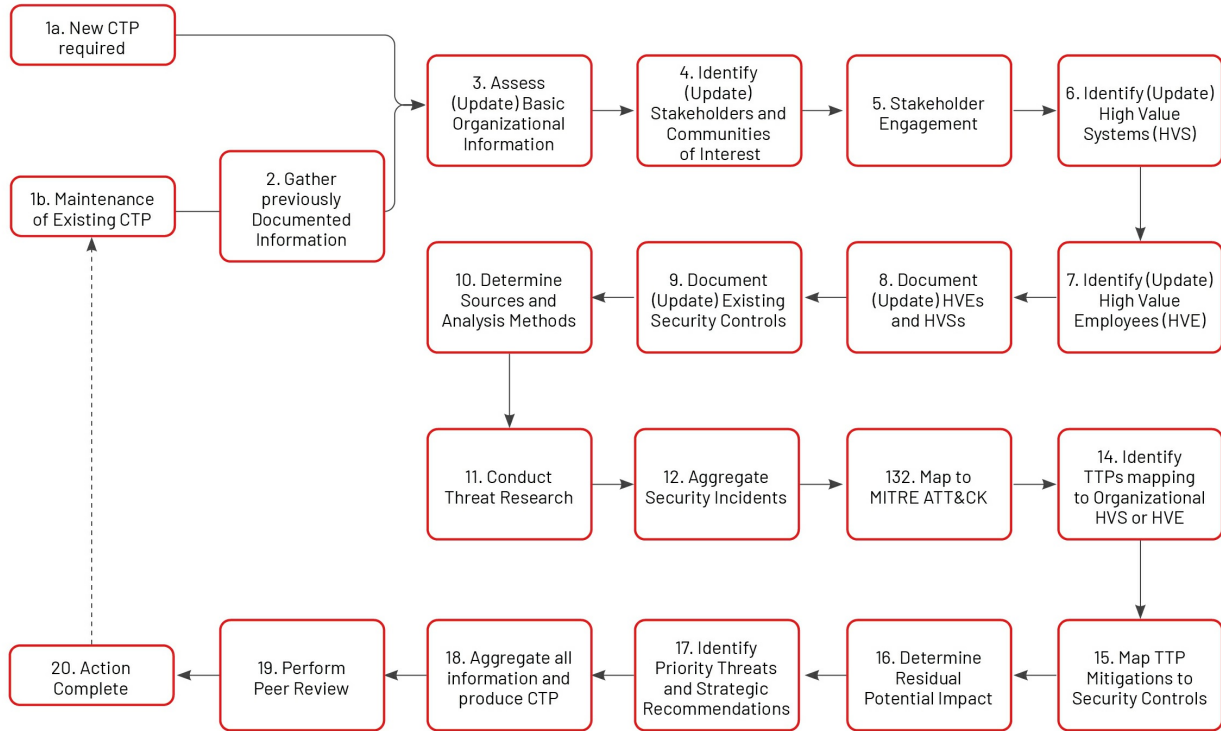 1a. New CTP
required
3. Assess
(Update) Basic
Organizational
Information
4. Identify
(Update)
Stakeholders and
Communities
of Interest
5. Stakeholder
Engagement
6. Identify (Update)
High Value
Systems (HVS)
1b. Maintenance
of Existing CTP
2. Gather
previously
Documented
Information
10. Determine
Sources and
Analysis Methods
9. Document
(Update) Existing
Security Controls
8. Document
(Update) HVEs
and HVSs
7. Identify (Update)
High Value
Employees (HVE)
11. Conduct
Threat Research
12. Aggregate
Security Incidents
132. Map to
MITRE ATT&CK
14. Identify
TTPs mapping
to Organizational
HVS or HVE
20. Action
Complete
19. Perform
Peer Review
18. Aggregate all
information and
produce CTP
17. Identify
Priority Threats
and Strategic
Recommendations
16. Determine
Residual
Potential Impact
15. Map TTP
Mitigations to
Security Controls